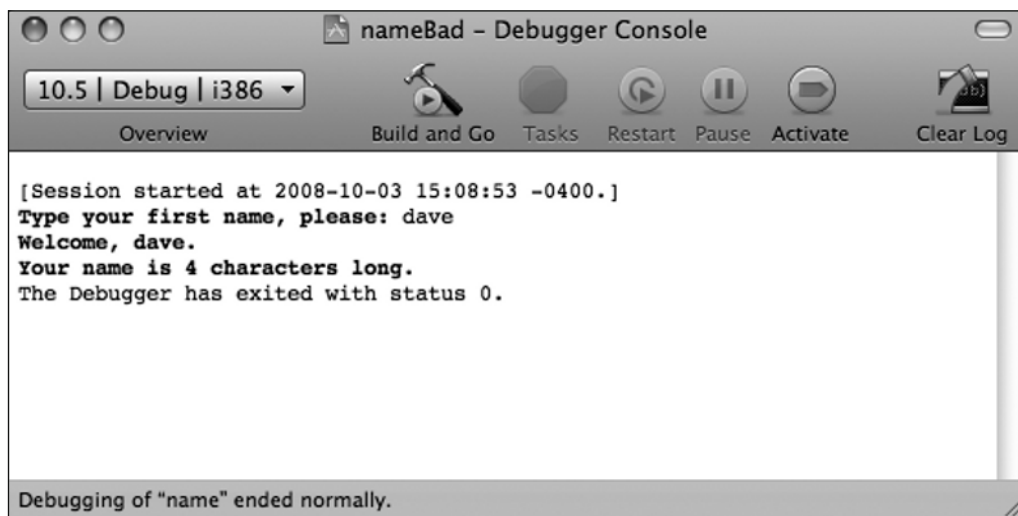 nameBad – Debugger Console
10.5 | Debug | i386
Overview
Build and Go
Tasks
Restart
Pause
Activate
Clear Log
[Session started at 2008-10-03 15:08:53 -0400.]
Type your first name, please: dave
Welcome, dave.
Your name is 4 characters long.
The Debugger has exited with status 0.
Debugging of “name” ended normally.